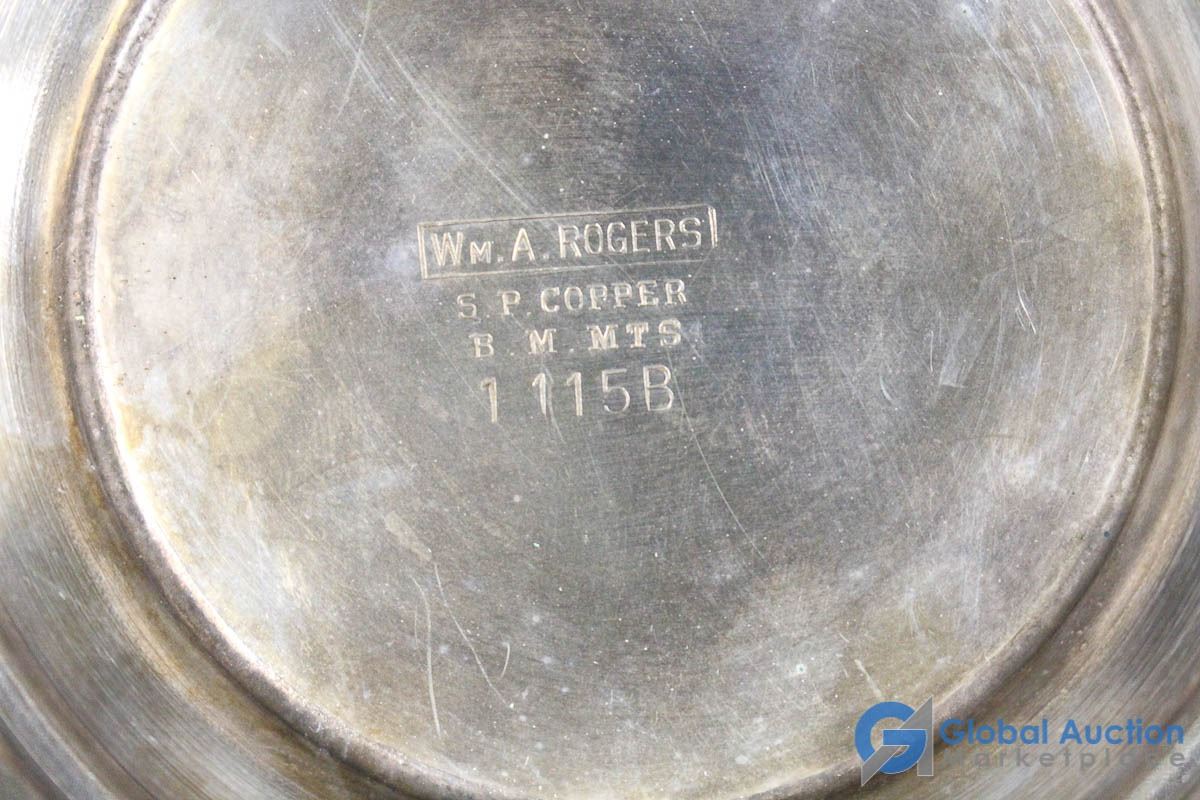 WM. A. ROGERS
S. P. COPPER
B. M. MTS
1115B
Global Auction
Marketplace